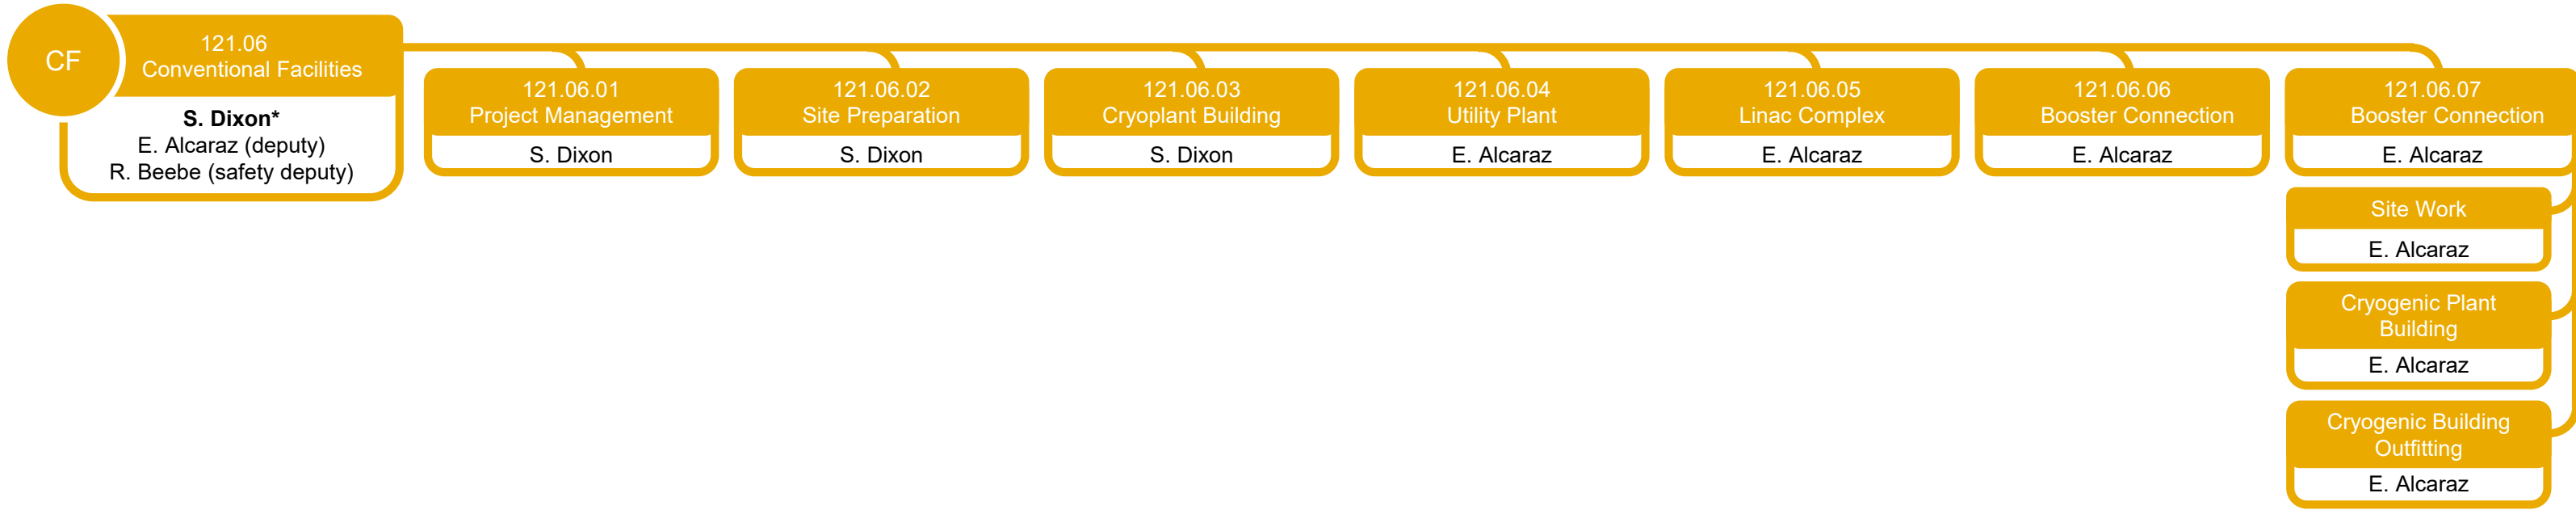 CF
121.06
Conventional Facilities
S. Dixon*
E. Alcaraz (deputy)
R. Beebe (safety deputy)
121.06.01
Project Management
S. Dixon
121.06.02
Site Preparation
S. Dixon
121.06.03
Cryoplant Building
S. Dixon
121.06.04
Utility Plant
E. Alcaraz
121.06.05
Linac Complex
E. Alcaraz
121.06.06
Booster Connection
E. Alcaraz
121.06.07
Booster Connection
E. Alcaraz
Site Work
E. Alcaraz
Cryogenic Plant
Building
E. Alcaraz
Cryogenic Building
Outfitting
E. Alcaraz